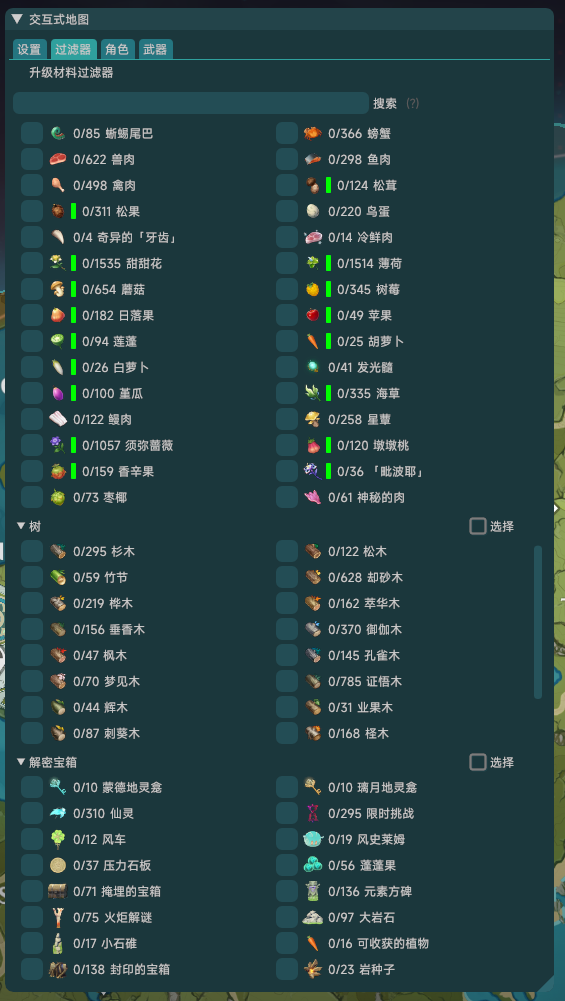 ▼ 交互式地图
设置 过滤器 角色 武器
升级材料过滤器
搜索 (?)
0/85 蜥蜴尾巴 0/366 螃蟹
0/622 兽肉 0/298 鱼肉
0/498 禽肉 0/124 松茸
0/311 松果 0/220 鸟蛋
0/4 奇异的「牙齿」 0/14 冷鲜肉
0/1535 甜甜花 0/1514 薄荷
0/654 蘑菇 0/345 树莓
0/182 日落果 0/49 苹果
0/94 莲蓬 0/25 胡萝卜
0/26 白萝卜 0/41 发光髓
0/100 堇瓜 0/335 海草
0/122 鳗肉 0/258 星蕈
0/1057 须弥蔷薇 0/120 墩墩桃
0/159 香辛果 0/36 「毗波耶」
0/73 枣椰 0/61 神秘的肉
▼ 树 选择
0/295 杉木 0/122 松木
0/59 竹节 0/628 却砂木
0/219 桦木 0/162 萃华木
0/156 垂香木 0/370 御伽木
0/47 枫木 0/145 孔雀木
0/70 梦见木 0/785 证悟木
0/44 辉木 0/31 业果木
0/87 刺葵木 0/168 柽木
▼ 解密宝箱 选择
0/10 蒙德地灵龛 0/10 璃月地灵龛
0/310 仙灵 0/295 限时挑战
0/12 风车 0/19 风史莱姆
0/37 压力石板 0/56 蓬蓬果
0/71 掩埋的宝箱 0/136 元素方碑
0/75 火炬解谜 0/97 大岩石
0/17 小石碓 0/16 可收获的植物
0/138 封印的宝箱 0/23 岩种子